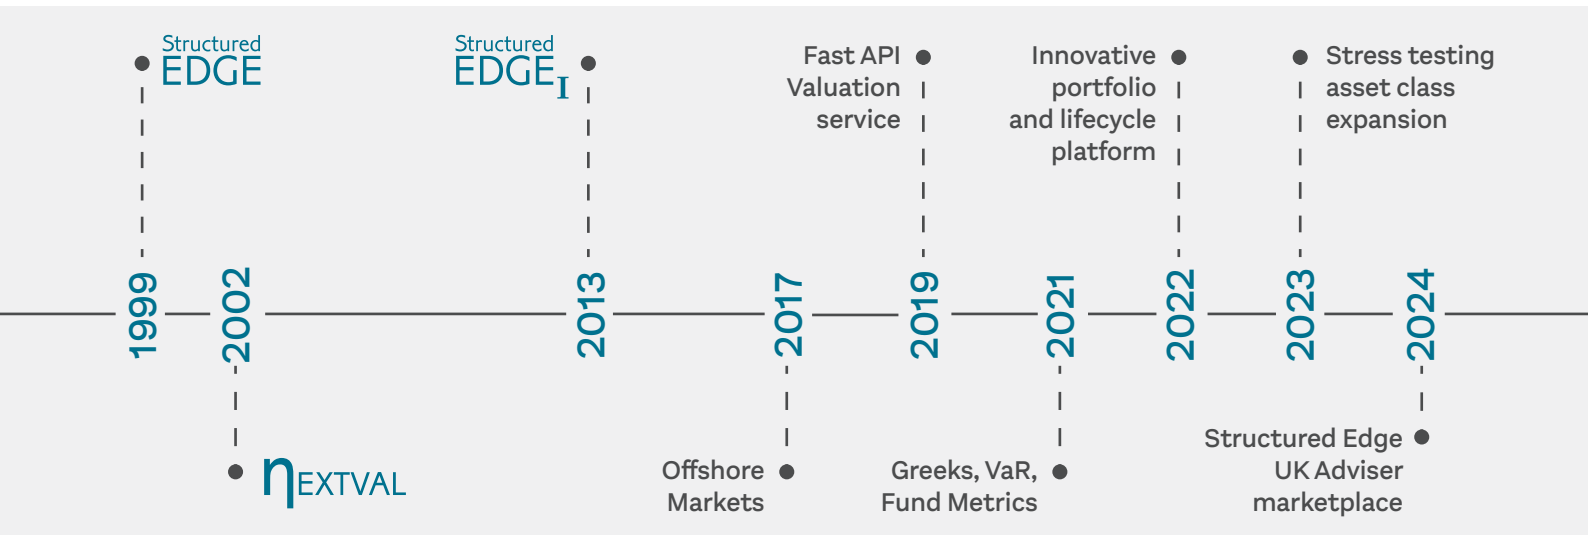 Structured
EDGE
Structured
EDGE I
Fast API
Valuation
service
Innovative
portfolio
and lifecycle
platform
Stress testing
asset class
expansion
1999
2002
2013
2017
2019
2021
2022
2023
2024
ηEXTVAL
Offshore
Markets
Greeks, VaR,
Fund Metrics
Structured Edge
UK Adviser
marketplace